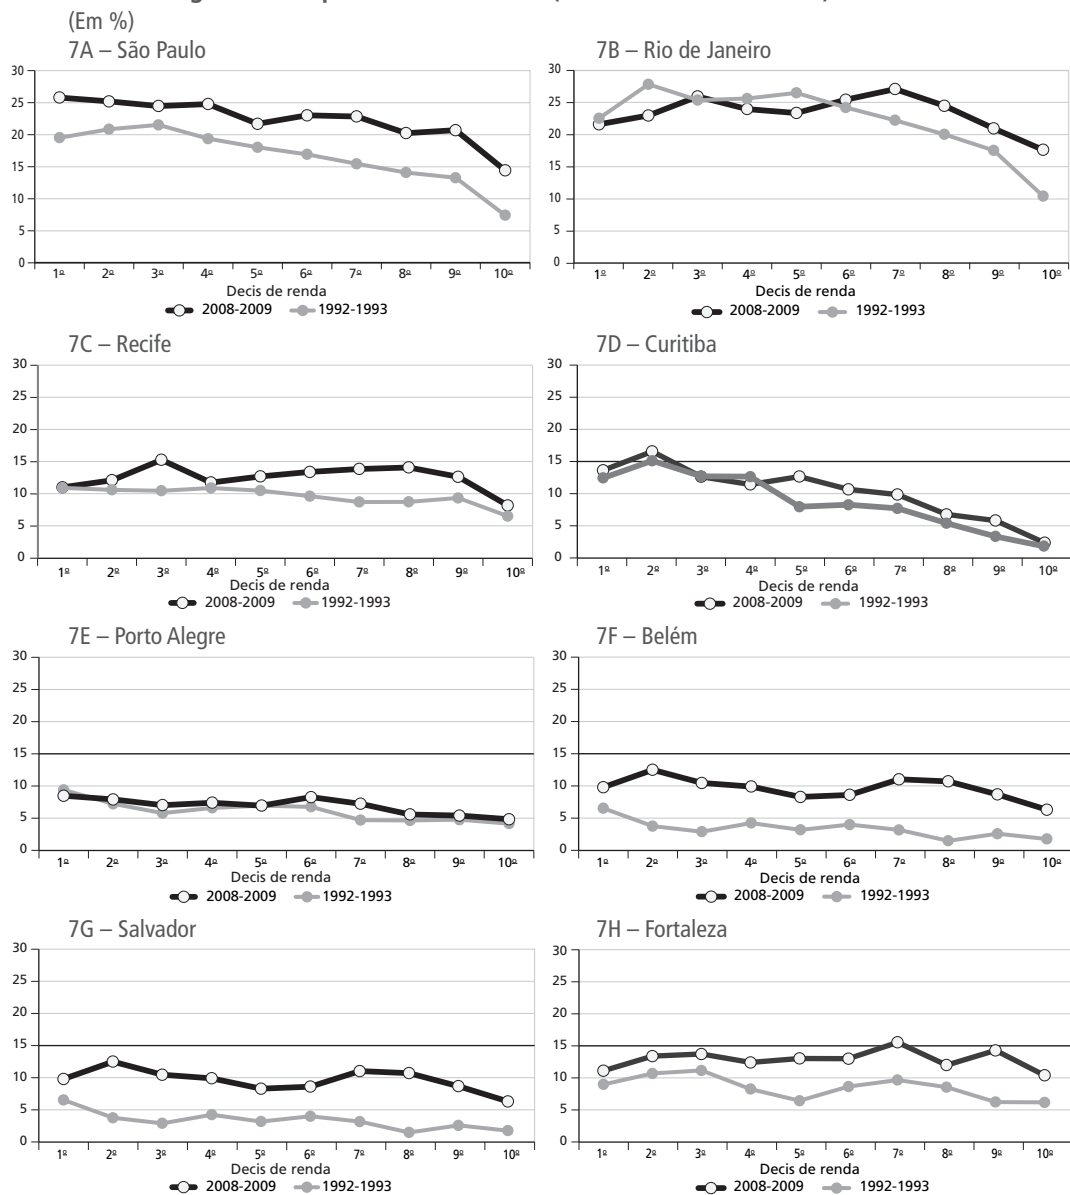 (Em %)
7A – São Paulo
30
25
20
15
10
5
0
1º 2º 3º 4º 5º 6º 7º 8º 9º 10º
Decis de renda
2008-2009 1992-1993
7B – Rio de Janeiro
30
25
20
15
10
5
0
1º 2º 3º 4º 5º 6º 7º 8º 9º 10º
Decis de renda
2008-2009 1992-1993
7C – Recife
30
25
20
15
10
5
0
1º 2º 3º 4º 5º 6º 7º 8º 9º 10º
Decis de renda
2008-2009 1992-1993
7D – Curitiba
30
25
20
15
10
5
0
1º 2º 3º 4º 5º 6º 7º 8º 9º 10º
Decis de renda
2008-2009 1992-1993
7E – Porto Alegre
30
25
20
15
10
5
0
1º 2º 3º 4º 5º 6º 7º 8º 9º 10º
Decis de renda
2008-2009 1992-1993
7F – Belém
30
25
20
15
10
5
0
1º 2º 3º 4º 5º 6º 7º 8º 9º 10º
Decis de renda
2008-2009 1992-1993
7G – Salvador
30
25
20
15
10
5
0
1º 2º 3º 4º 5º 6º 7º 8º 9º 10º
Decis de renda
2008-2009 1992-1993
7H – Fortaleza
30
25
20
15
10
5
0
1º 2º 3º 4º 5º 6º 7º 8º 9º 10º
Decis de renda
2008-2009 1992-1993